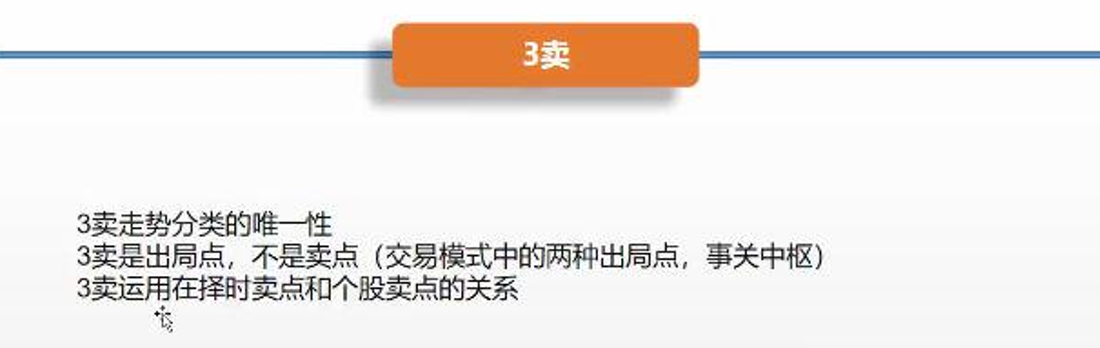 3卖
3卖走势分类的唯一性
3卖是出局点，不是卖点（交易模式中的两种出局点，事关中枢）
3卖运用在择时卖点和个股卖点的关系